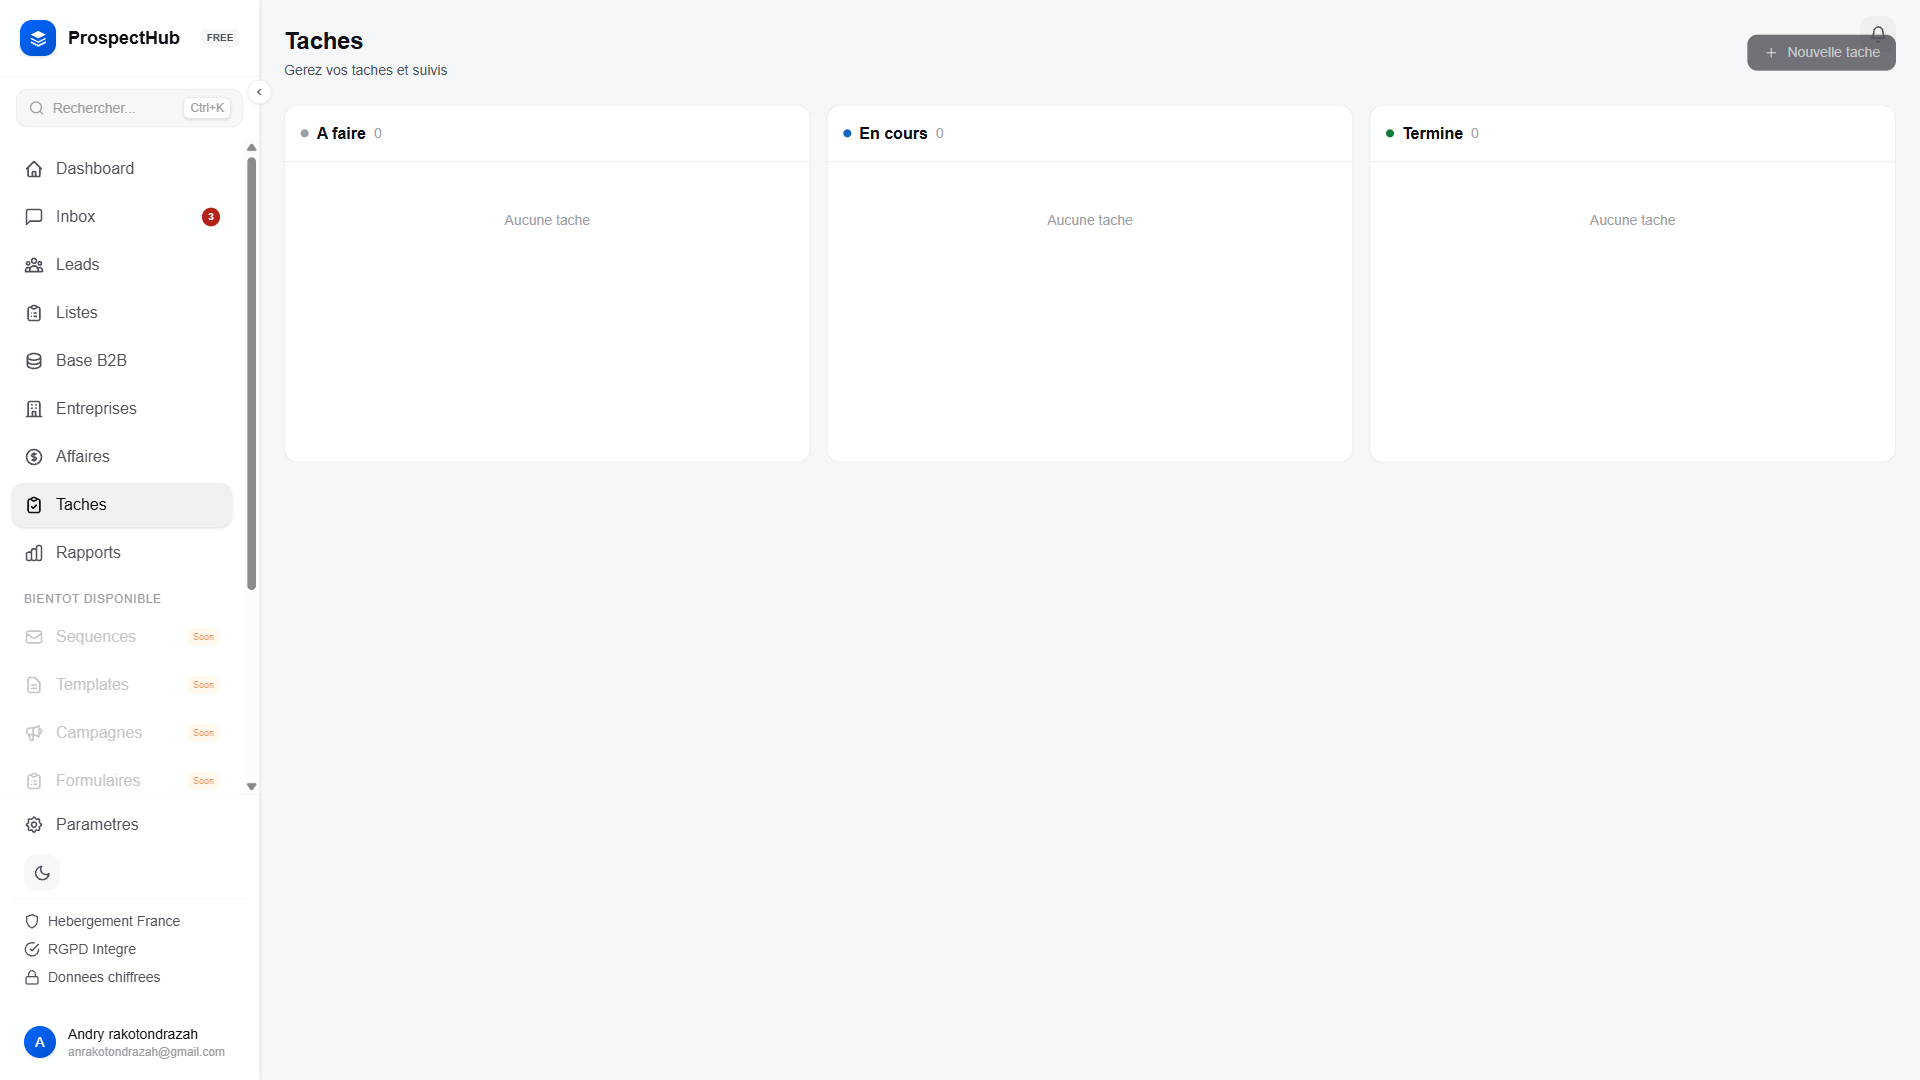 ProspectHub FREE
Rechercher... Ctrl+K
Dashboard
Inbox 3
Leads
Listes
Base B2B
Entreprises
Affaires
Taches
Rapports
BIENTOT DISPONIBLE
Sequences Soon
Templates Soon
Campagnes Soon
Formulaires Soon
Parametres
Hebergement France
RGPD Integre
Donnees chiffrees
A
Andry rakotondrazah
anrakotondrazah@gmail.com
Taches
Gerez vos taches et suivis
+ Nouvelle tache
A faire 0
Aucune tache
En cours 0
Aucune tache
Termine 0
Aucune tache